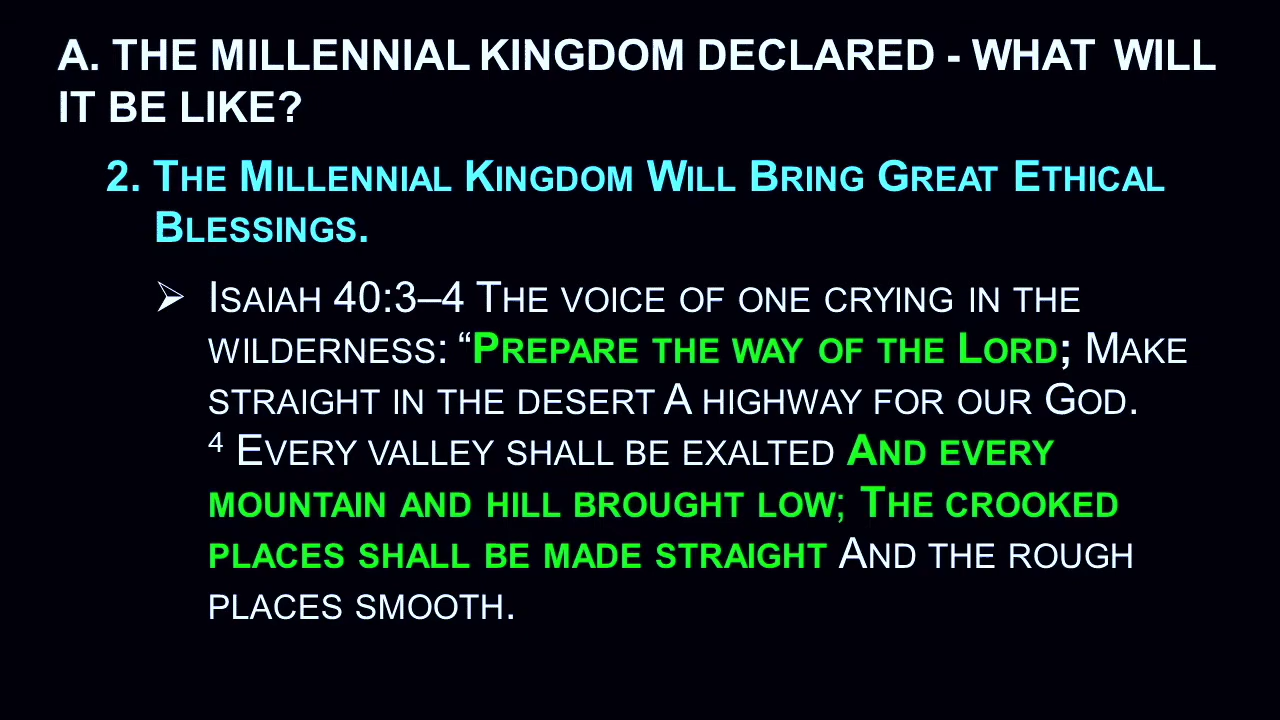 A. THE MILLENNIAL KINGDOM DECLARED - WHAT WILL
IT BE LIKE?
2. THE MILLENNIAL KINGDOM WILL BRING GREAT ETHICAL
BLESSINGS.
➢ ISAIAH 40:3–4 THE VOICE OF ONE CRYING IN THE
WILDERNESS: “PREPARE THE WAY OF THE LORD; MAKE
STRAIGHT IN THE DESERT A HIGHWAY FOR OUR GOD.
4 EVERY VALLEY SHALL BE EXALTED AND EVERY
MOUNTAIN AND HILL BROUGHT LOW; THE CROOKED
PLACES SHALL BE MADE STRAIGHT AND THE ROUGH
PLACES SMOOTH.